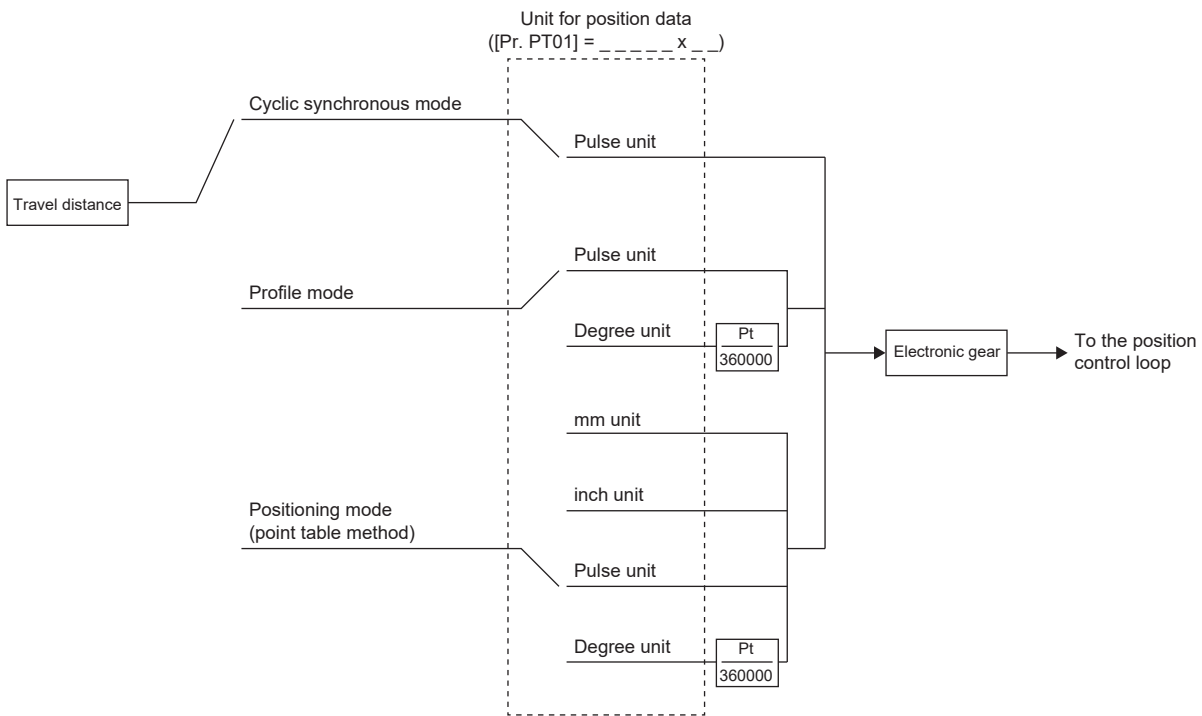 Unit for position data
([Pr. PT01] = _ _ _ _ _ x _ _)
Cyclic synchronous mode
Pulse unit
Travel distance
Pulse unit
Profile mode
Degree unit
Pt
360000
Electronic gear
To the position
control loop
mm unit
inch unit
Positioning mode
(point table method)
Pulse unit
Degree unit
Pt
360000